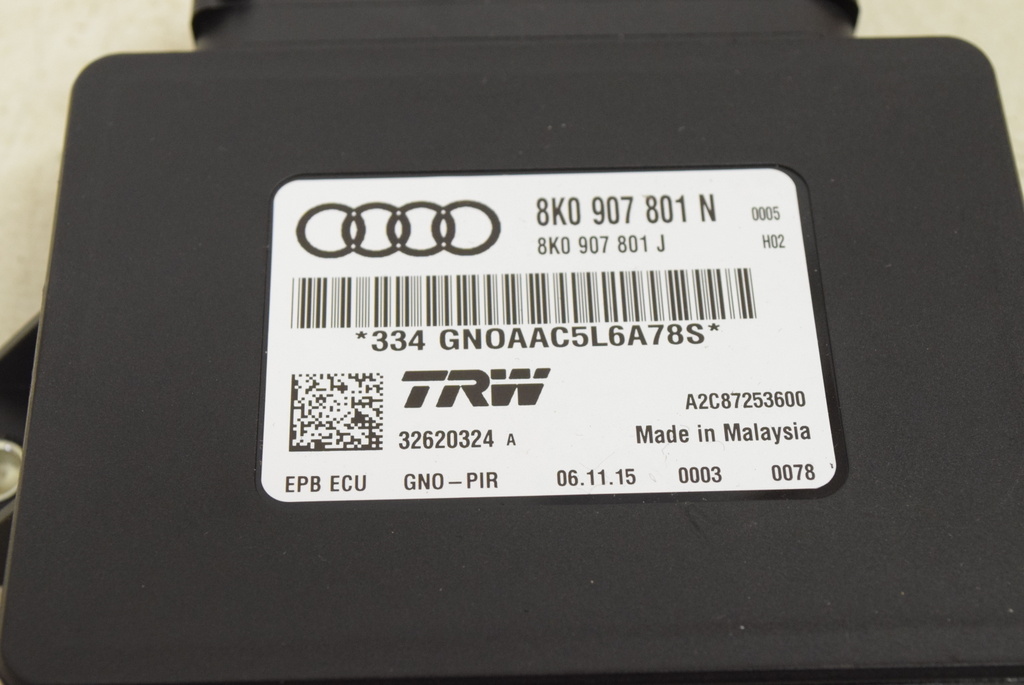 8K0 907 801 N 0005
8K0 907 801 J H02
*334 GNOAAC5L6A78S*
TRW
A2C87253600
32620324 A
Made in Malaysia
EPB ECU GNO-PIR 06.11.15 0003 0078